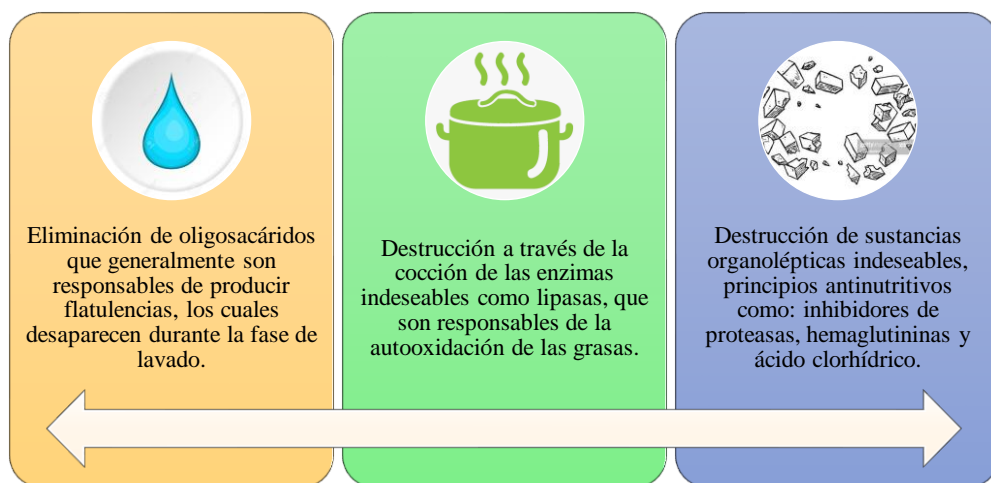 Eliminación de oligosacáridos
que generalmente son
responsables de producir
flatulencias, los cuales
desaparecen durante la fase de
lavado.
Destrucción a través de la
cocción de las enzimas
indeseables como lipasas, que
son responsables de la
autooxidación de las grasas.
Destrucción de sustancias
organolépticas indeseables,
principios antinutritivos
como: inhibidores de
proteasas, hemaglutininas y
ácido clorhídrico.